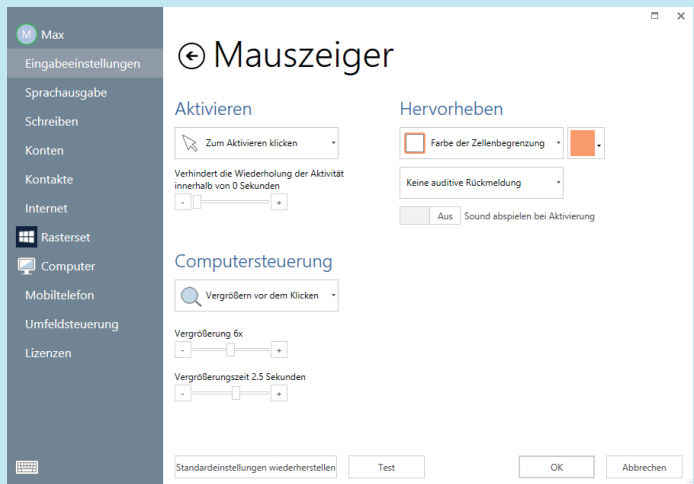 M Max
Eingabeeinstellungen
Sprachausgabe
Schreiben
Konten
Kontakte
Internet
Rasterset
Computer
Mobiltelefon
Umfeldsteuerung
Lizenzen
Mauszeiger
Aktivieren
Zum Aktivieren klicken
Verhindert die Wiederholung der Aktivität
innerhalb von 0 Sekunden
- +
Hervorheben
Farbe der Zellenbegrenzung
Keine auditive Rückmeldung
Aus Sound abspielen bei Aktivierung
Computersteuerung
Vergrößern vor dem Klicken
Vergrößerung 6x
- +
Vergrößerungszeit 2.5 Sekunden
- +
Standardeinstellungen wiederherstellen Test OK Abbrechen